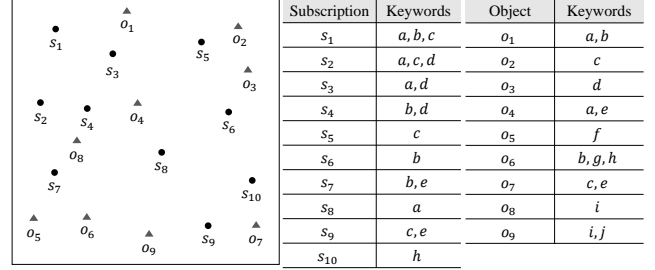 o₁
o₂
s₁
s₅
s₃
o₃
s₂
s₄
o₄
s₆
o₈
s₈
s₇
s₁₀
o₅
o₆
o₉
s₉
o₇
Subscription Keywords
s₁ a, b, c
s₂ a, c, d
s₃ a, d
s₄ b, d
s₅ c
s₆ b
s₇ b, e
s₈ a
s₉ c, e
s₁₀ h
Object Keywords
o₁ a, b
o₂ c
o₃ d
o₄ a, e
o₅ f
o₆ b, g, h
o₇ c, e
o₈ i
o₉ i, j